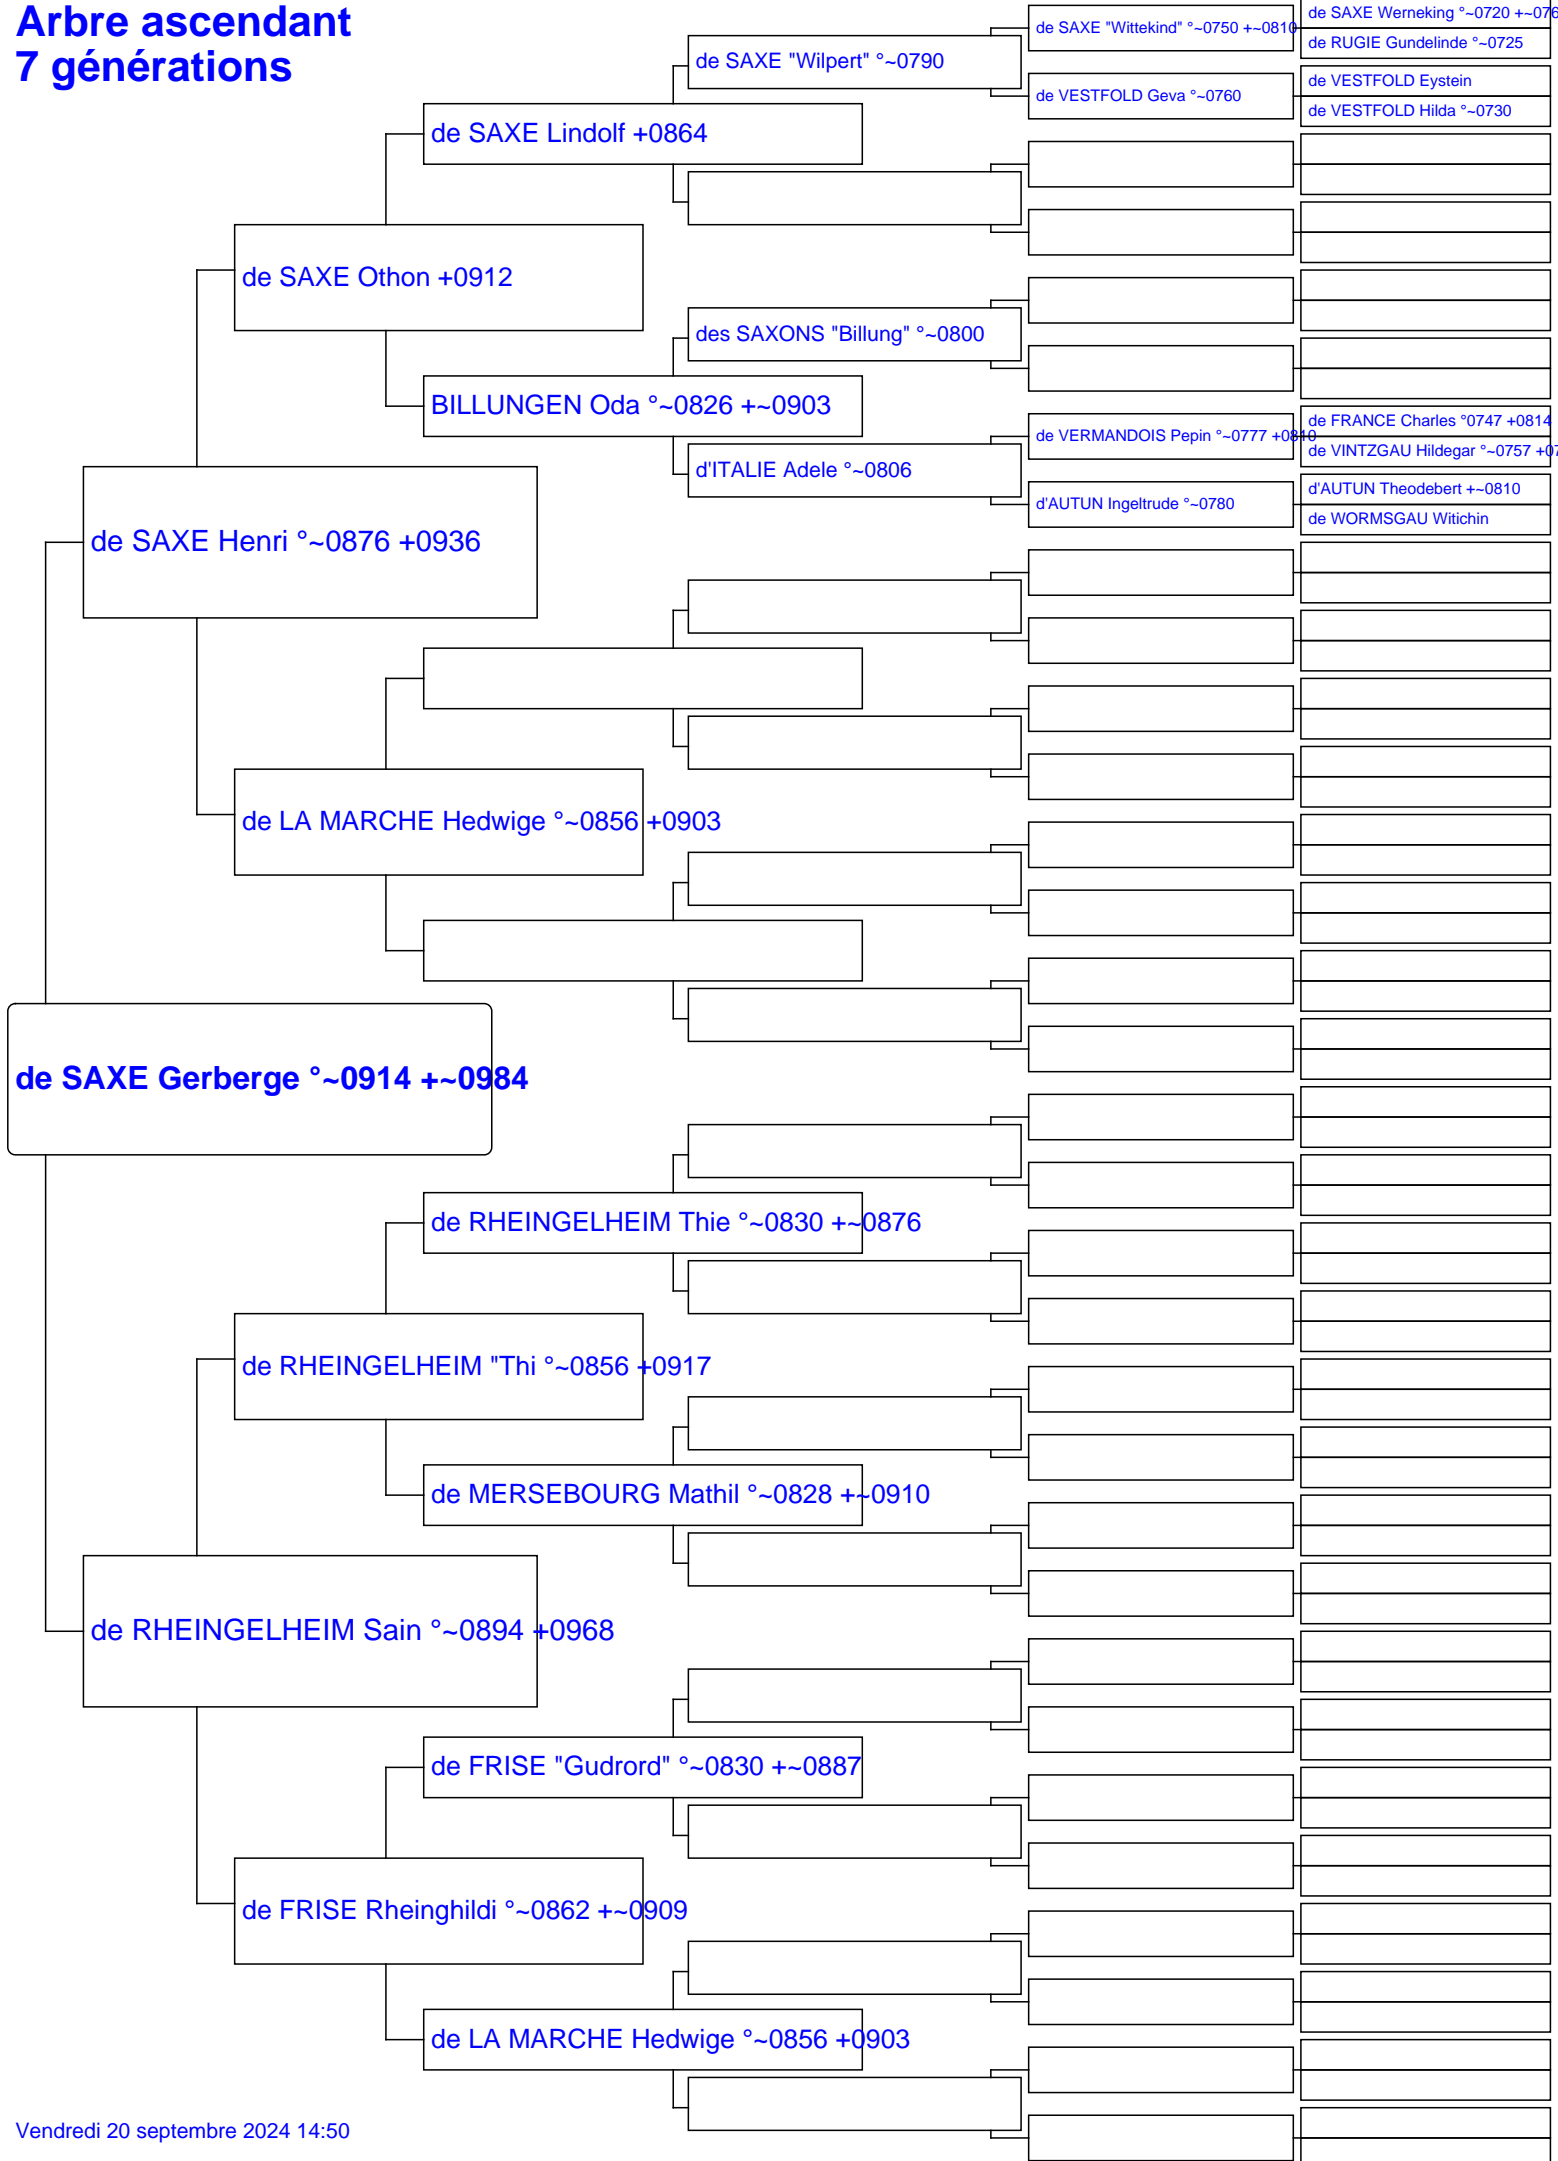 Arbre ascendant
7 générations
de SAXE Werneking °~0720 +~076
de SAXE "Wittekind" °~0750 +~0810
de RUGIE Gundelinde °~0725
de SAXE "Wilpert" °~0790
de VESTFOLD Eystein
de VESTFOLD Geva °~0760
de VESTFOLD Hilda °~0730
de SAXE Lindolf +0864
de SAXE Othon +0912
des SAXONS "Billung" °~0800
BILLUNGEN Oda °~0826 +~0903
de FRANCE Charles °0747 +0814
de VERMANDOIS Pepin °~0777 +0810
de VINTZGAU Hildegar °~0757 +07
d'ITALIE Adele °~0806
d'AUTUN Theodebert +~0810
d'AUTUN Ingeltrude °~0780
de WORMSGAU Witichin
de SAXE Henri °~0876 +0936
de LA MARCHE Hedwige °~0856 +0903
de SAXE Gerberge °~0914 +~0984
de RHEINGELHEIM Thie °~0830 +~0876
de RHEINGELHEIM "Thi °~0856 +0917
de MERSEBOURG Mathil °~0828 +~0910
de RHEINGELHEIM Sain °~0894 +0968
de FRISE "Gudrord" °~0830 +~0887
de FRISE Rheinghildi °~0862 +~0909
de LA MARCHE Hedwige °~0856 +0903
Vendredi 20 septembre 2024 14:50